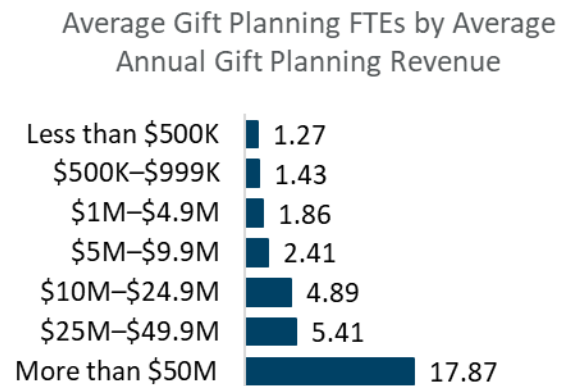 Average Gift Planning FTEs by Average
Annual Gift Planning Revenue
Less than $500K 1.27
$500K–$999K 1.43
$1M–$4.9M 1.86
$5M–$9.9M 2.41
$10M–$24.9M 4.89
$25M–$49.9M 5.41
More than $50M 17.87